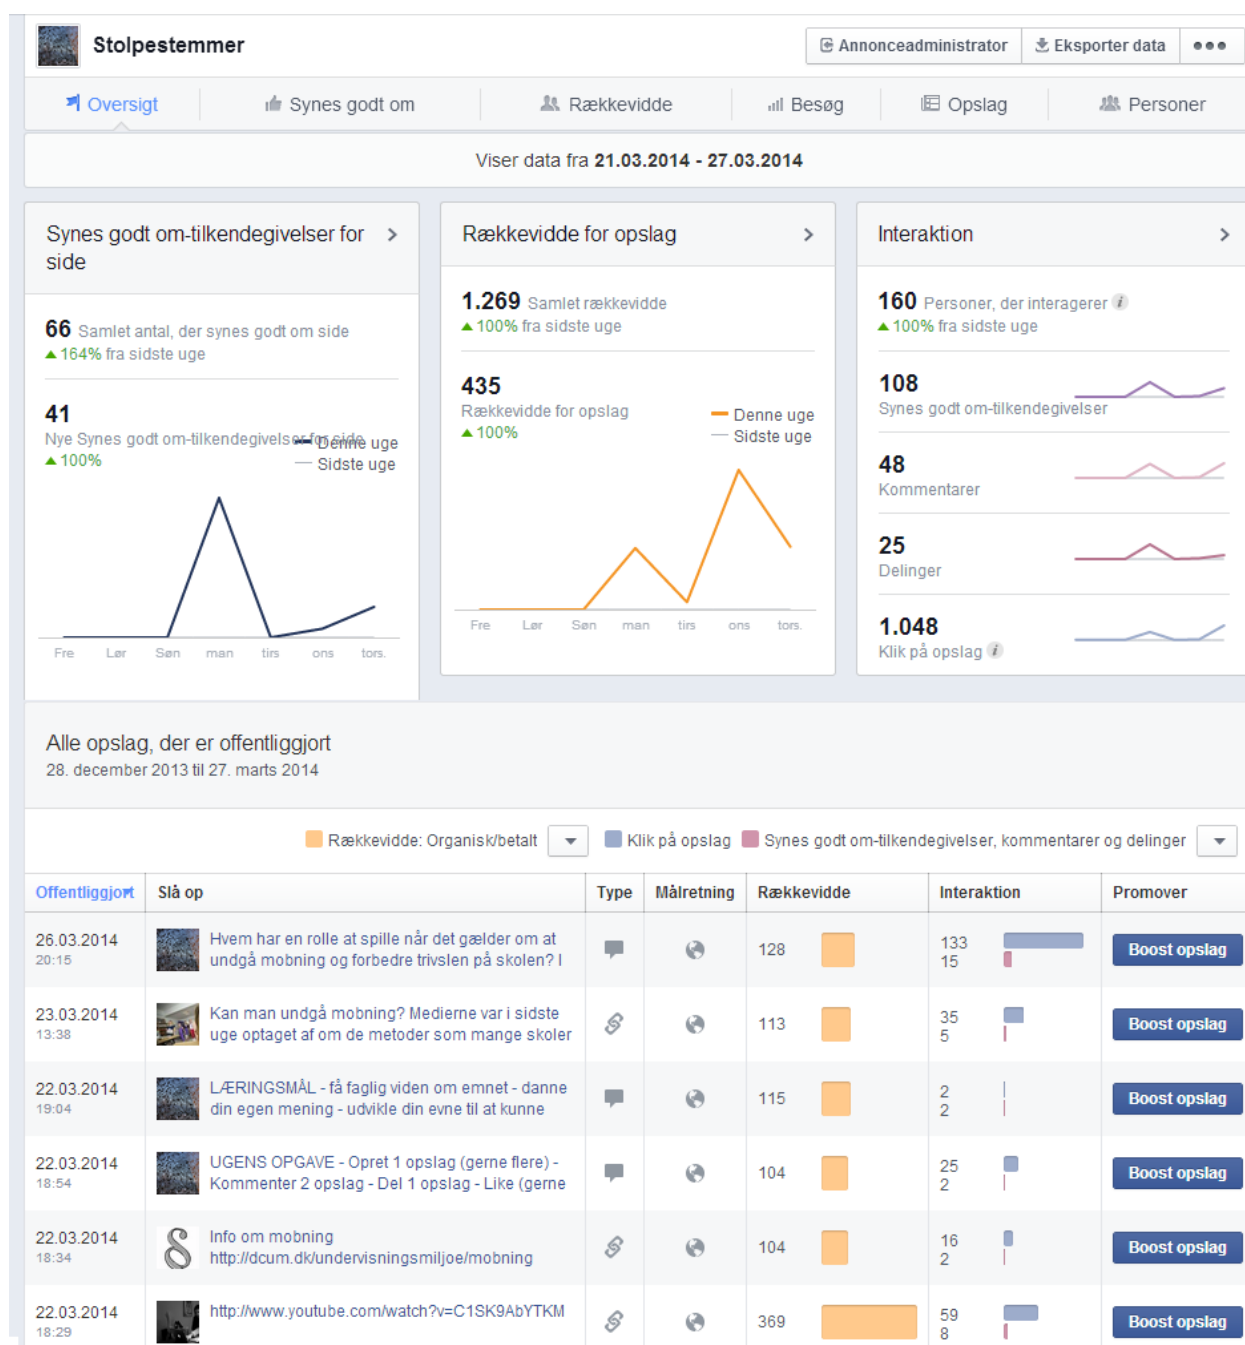 Stolpestemmer
Annonceadministrator
Eksporter data
Oversigt
Synes godt om
Rækkevidde
Besøg
Opslag
Personer
Viser data fra 21.03.2014 - 27.03.2014
Synes godt om-tilkendegivelser for side
66 Samlet antal, der synes godt om side
164% fra sidste uge
41
Nye Synes godt om-tilkendegivelser for side
100%
Denne uge
Sidste uge
Fre Lør Søn man tirs ons tors.
Rækkevidde for opslag
1.269 Samlet rækkevidde
100% fra sidste uge
435
Rækkevidde for opslag
100%
Denne uge
Sidste uge
Fre Lør Søn man tirs ons tors.
Interaktion
160 Personer, der interagerer i
100% fra sidste uge
108
Synes godt om-tilkendegivelser
48
Kommentarer
25
Delinger
1.048
Klik på opslag i
Alle opslag, der er offentliggjort
28. december 2013 til 27. marts 2014
Rækkevidde: Organisk/betalt
Klik på opslag
Synes godt om-tilkendegivelser, kommentarer og delinger
Offentliggjort Slå op Type Målretning Rækkevidde Interaktion Promover
26.03.2014
20:15
Hvem har en rolle at spille når det gælder om at
undgå mobning og forbedre trivslen på skolen? I
128
133
15
Boost opslag
23.03.2014
13:38
Kan man undgå mobning? Medierne var i sidste
uge optaget af om de metoder som mange skoler
113
35
5
Boost opslag
22.03.2014
19:04
LÆRINGSMÅL - få faglig viden om emnet - danne
din egen mening - udvikle din evne til at kunne
115
2
2
Boost opslag
22.03.2014
18:54
UGENS OPGAVE - Opret 1 opslag (gerne flere) -
Kommenter 2 opslag - Del 1 opslag - Like (gerne
104
25
2
Boost opslag
22.03.2014
18:34
Info om mobning
http://dcum.dk/undervisningsmiljoe/mobning
104
16
2
Boost opslag
22.03.2014
18:29
http://www.youtube.com/watch?v=C1SK9AbYTKM
369
59
8
Boost opslag